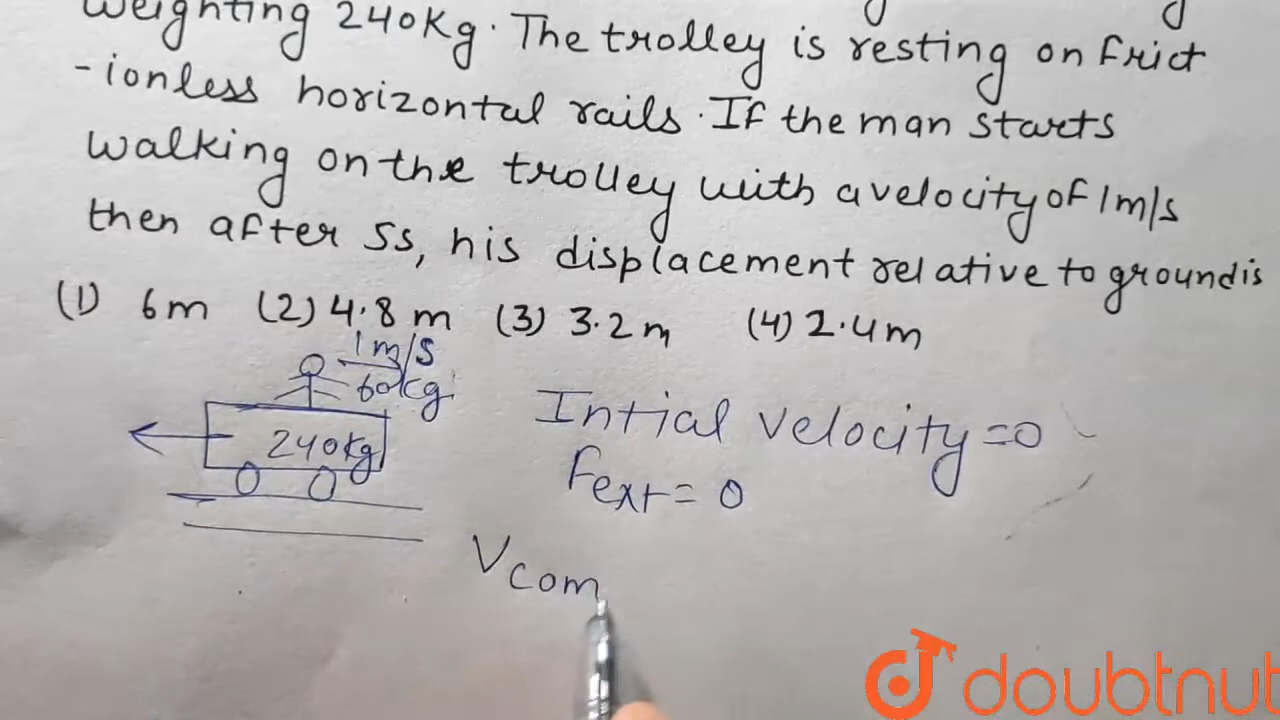 weighting 240Kg. The trolley is resting on frict
-ionless horizontal rails. If the man starts
walking on the trolley with a velocity of 1m/s
then after 5s, his displacement relative to ground is
(1) 6m (2) 4.8 m (3) 3.2 m (4) 2.4m
1 m/s
60kg
240kg
Intial velocity=0
Fext = 0
Vcom
doubtnut